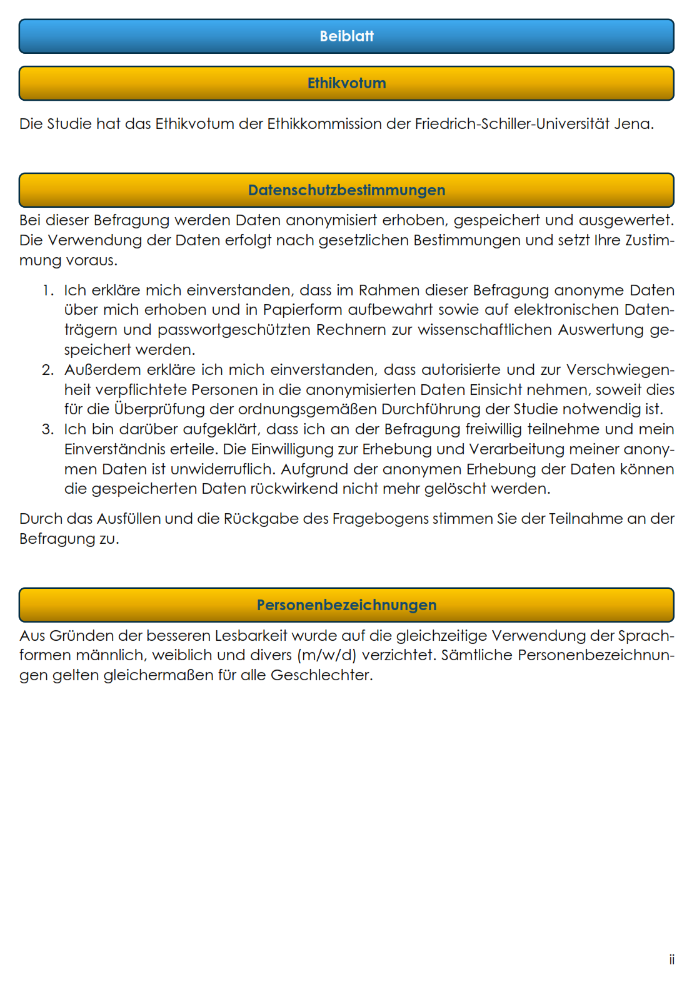 Beiblatt
Ethikvotum
Die Studie hat das Ethikvotum der Ethikkommission der Friedrich-Schiller-Universität Jena.
Datenschutzbestimmungen
Bei dieser Befragung werden Daten anonymisiert erhoben, gespeichert und ausgewertet.
Die Verwendung der Daten erfolgt nach gesetzlichen Bestimmungen und setzt Ihre Zustim-
mung voraus.
1. Ich erkläre mich einverstanden, dass im Rahmen dieser Befragung anonyme Daten
über mich erhoben und in Papierform aufbewahrt sowie auf elektronischen Daten-
trägern und passwortgeschützten Rechnern zur wissenschaftlichen Auswertung ge-
speichert werden.
2. Außerdem erkläre ich mich einverstanden, dass autorisierte und zur Verschwiegen-
heit verpflichtete Personen in die anonymisierten Daten Einsicht nehmen, soweit dies
für die Überprüfung der ordnungsgemäßen Durchführung der Studie notwendig ist.
3. Ich bin darüber aufgeklärt, dass ich an der Befragung freiwillig teilnehme und mein
Einverständnis erteile. Die Einwilligung zur Erhebung und Verarbeitung meiner anony-
men Daten ist unwiderruflich. Aufgrund der anonymen Erhebung der Daten können
die gespeicherten Daten rückwirkend nicht mehr gelöscht werden.
Durch das Ausfüllen und die Rückgabe des Fragebogens stimmen Sie der Teilnahme an der
Befragung zu.
Personenbezeichnungen
Aus Gründen der besseren Lesbarkeit wurde auf die gleichzeitige Verwendung der Sprach-
formen männlich, weiblich und divers (m/w/d) verzichtet. Sämtliche Personenbezeichnun-
gen gelten gleichermaßen für alle Geschlechter.
ii